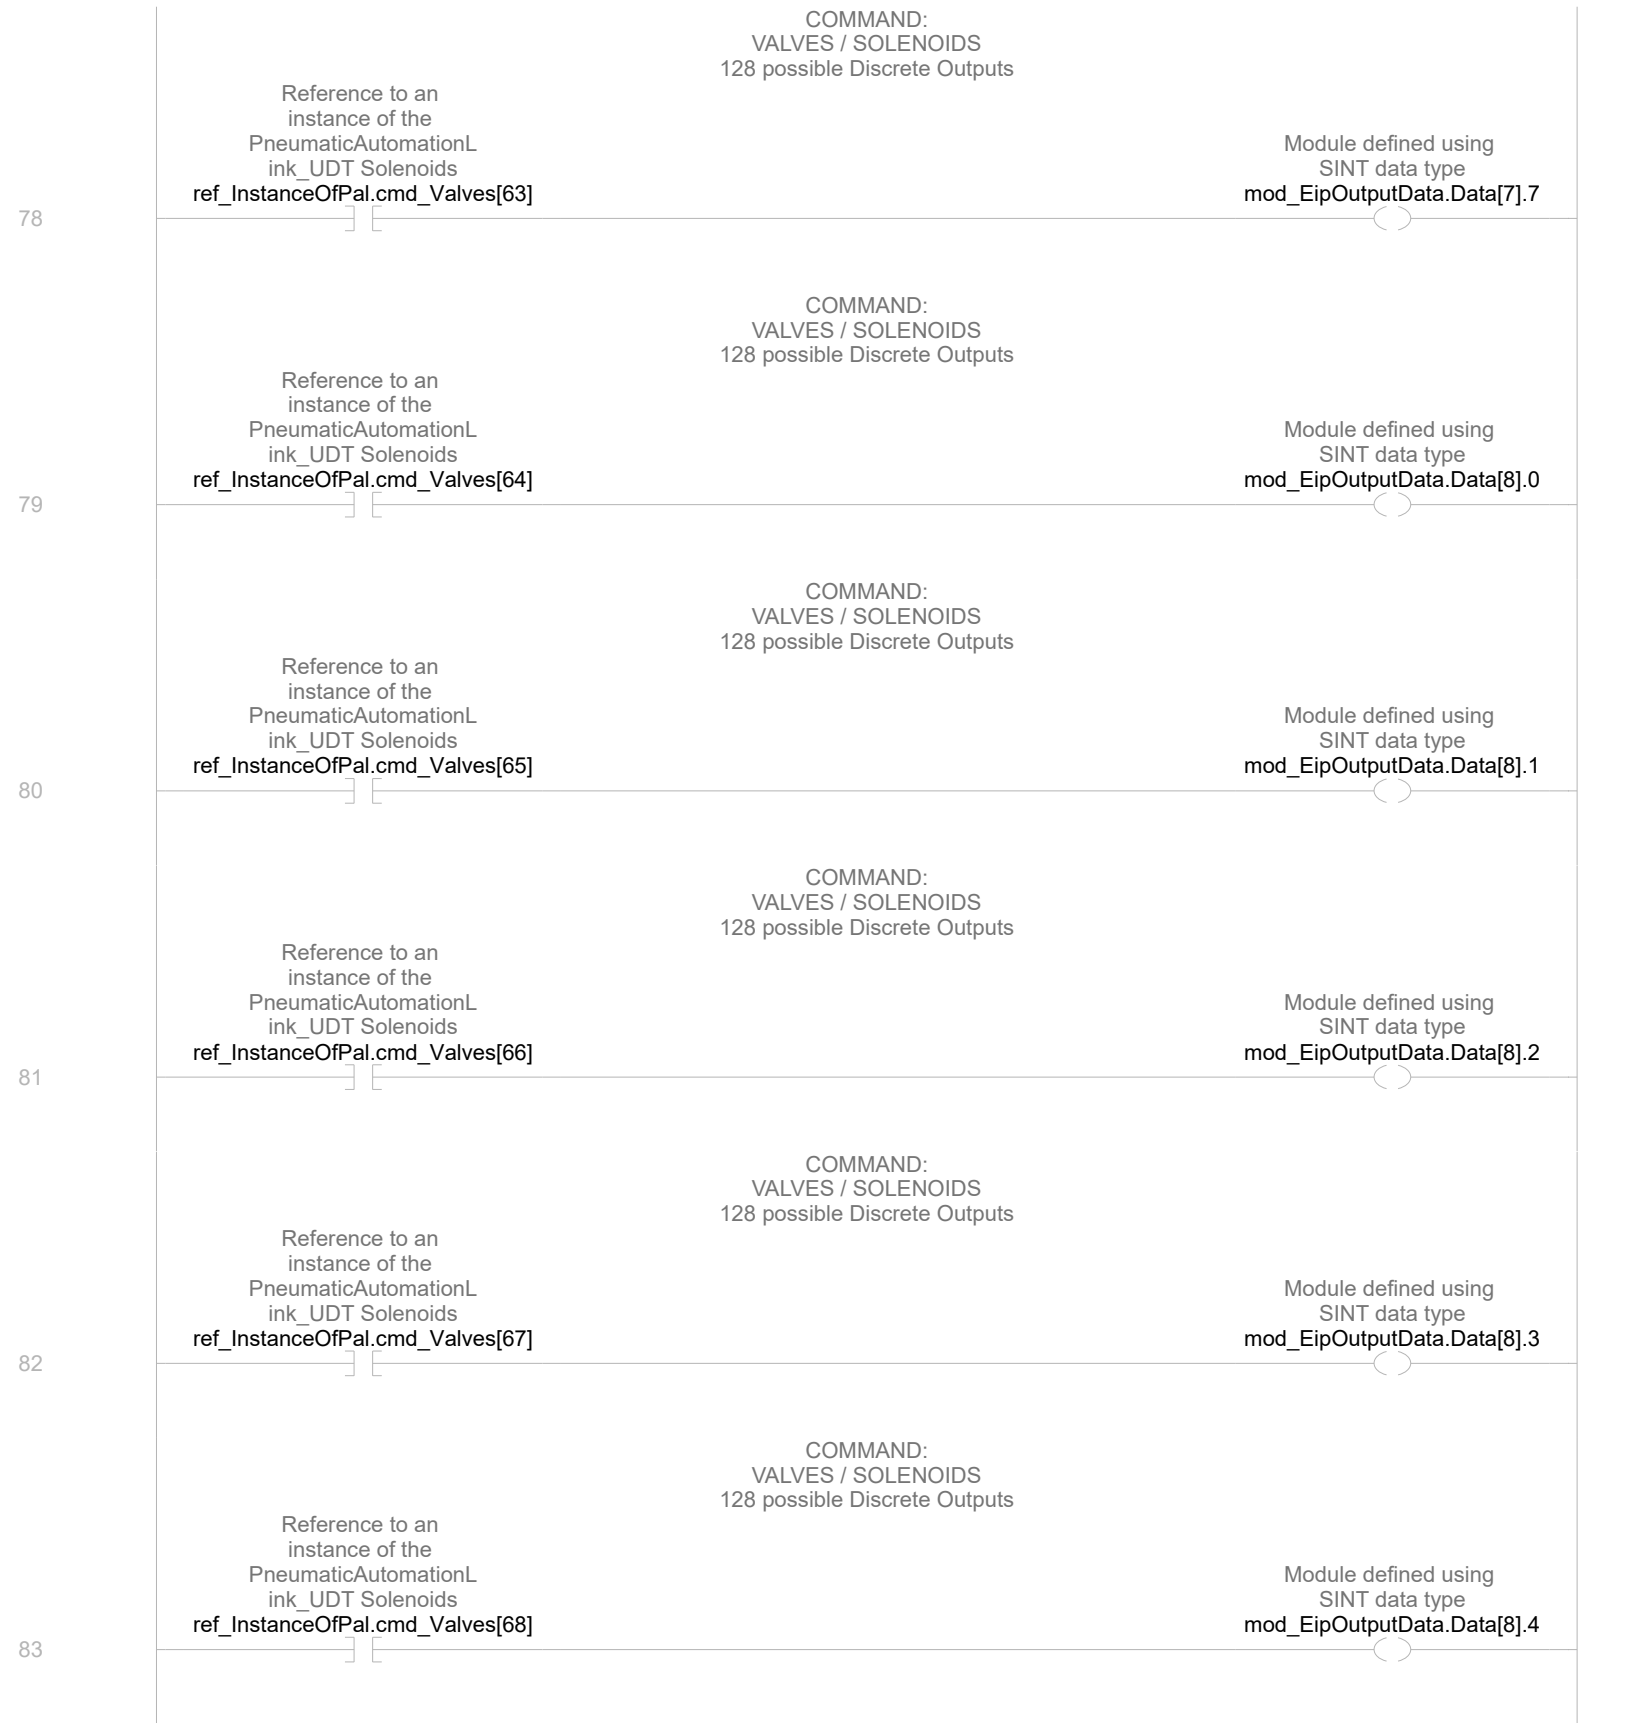 COMMAND:
VALVES / SOLENOIDS
128 possible Discrete Outputs
Reference to an
instance of the
PneumaticAutomationL
ink_UDT Solenoids
ref_InstanceOfPal.cmd_Valves[63]
Module defined using
SINT data type
mod_EipOutputData.Data[7].7
78
COMMAND:
VALVES / SOLENOIDS
128 possible Discrete Outputs
Reference to an
instance of the
PneumaticAutomationL
ink_UDT Solenoids
ref_InstanceOfPal.cmd_Valves[64]
Module defined using
SINT data type
mod_EipOutputData.Data[8].0
79
COMMAND:
VALVES / SOLENOIDS
128 possible Discrete Outputs
Reference to an
instance of the
PneumaticAutomationL
ink_UDT Solenoids
ref_InstanceOfPal.cmd_Valves[65]
Module defined using
SINT data type
mod_EipOutputData.Data[8].1
80
COMMAND:
VALVES / SOLENOIDS
128 possible Discrete Outputs
Reference to an
instance of the
PneumaticAutomationL
ink_UDT Solenoids
ref_InstanceOfPal.cmd_Valves[66]
Module defined using
SINT data type
mod_EipOutputData.Data[8].2
81
COMMAND:
VALVES / SOLENOIDS
128 possible Discrete Outputs
Reference to an
instance of the
PneumaticAutomationL
ink_UDT Solenoids
ref_InstanceOfPal.cmd_Valves[67]
Module defined using
SINT data type
mod_EipOutputData.Data[8].3
82
COMMAND:
VALVES / SOLENOIDS
128 possible Discrete Outputs
Reference to an
instance of the
PneumaticAutomationL
ink_UDT Solenoids
ref_InstanceOfPal.cmd_Valves[68]
Module defined using
SINT data type
mod_EipOutputData.Data[8].4
83